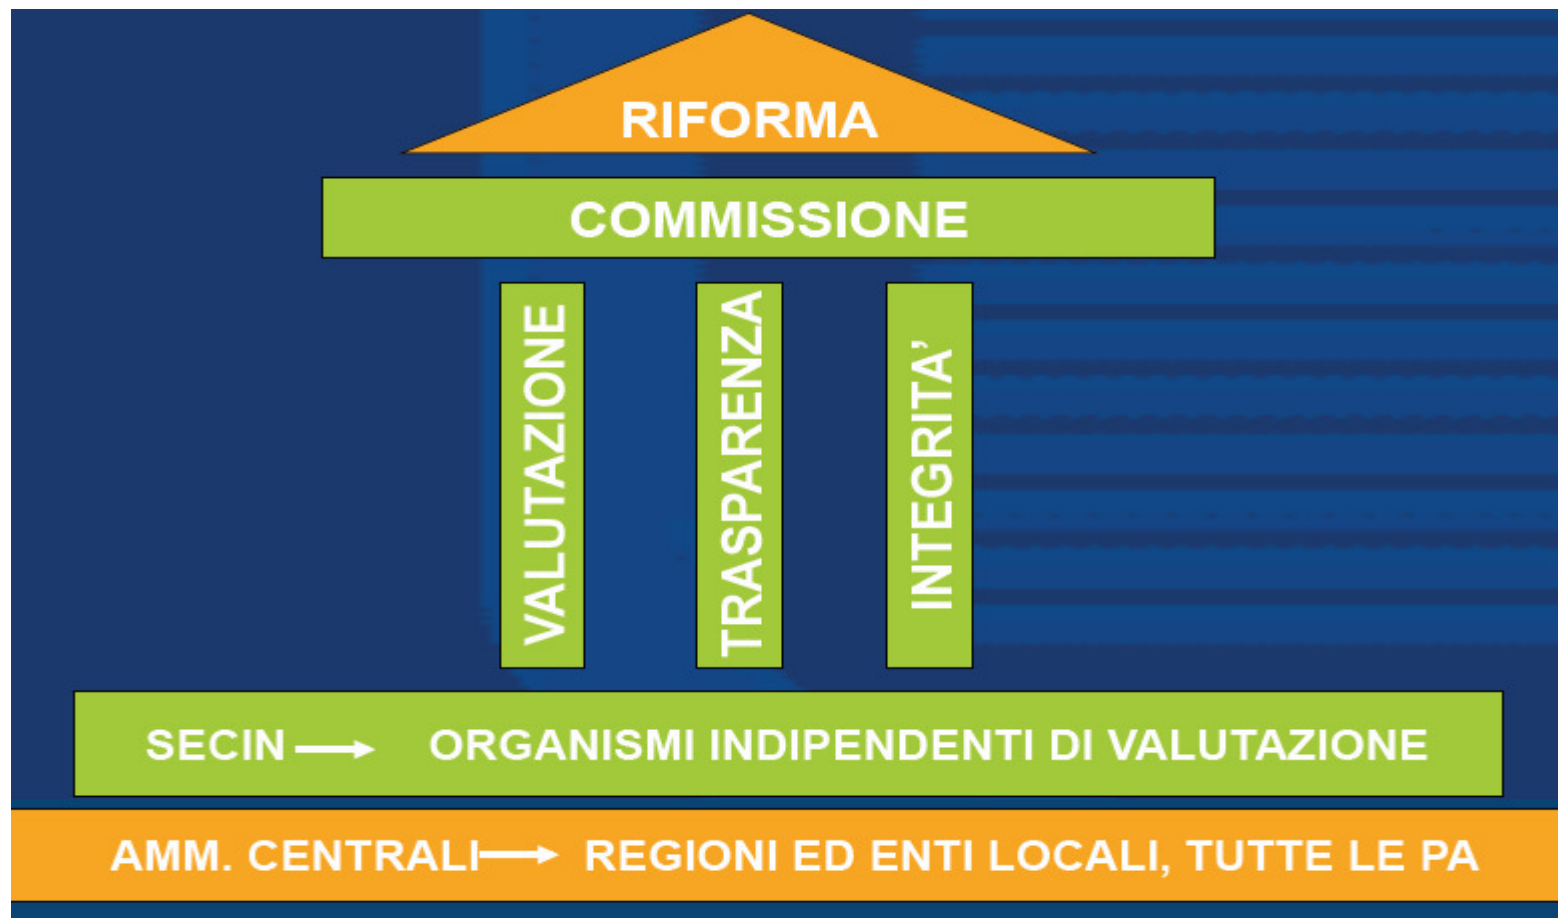 RIFORMA
COMMISSIONE
VALUTAZIONE
TRASPARENZA
INTEGRITA’
SECIN → ORGANISMI INDIPENDENTI DI VALUTAZIONE
AMM. CENTRALI → REGIONI ED ENTI LOCALI, TUTTE LE PA